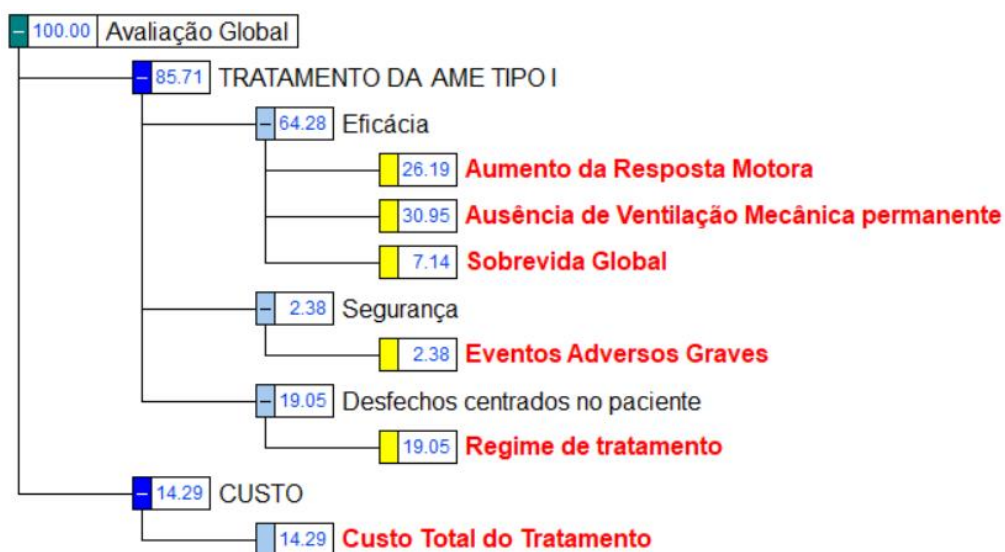 100.00 Avaliação Global
85.71 TRATAMENTO DA AME TIPO I
64.28 Eficácia
26.19 Aumento da Resposta Motora
30.95 Ausência de Ventilação Mecânica permanente
7.14 Sobrevida Global
2.38 Segurança
2.38 Eventos Adversos Graves
19.05 Desfechos centrados no paciente
19.05 Regime de tratamento
14.29 CUSTO
14.29 Custo Total do Tratamento